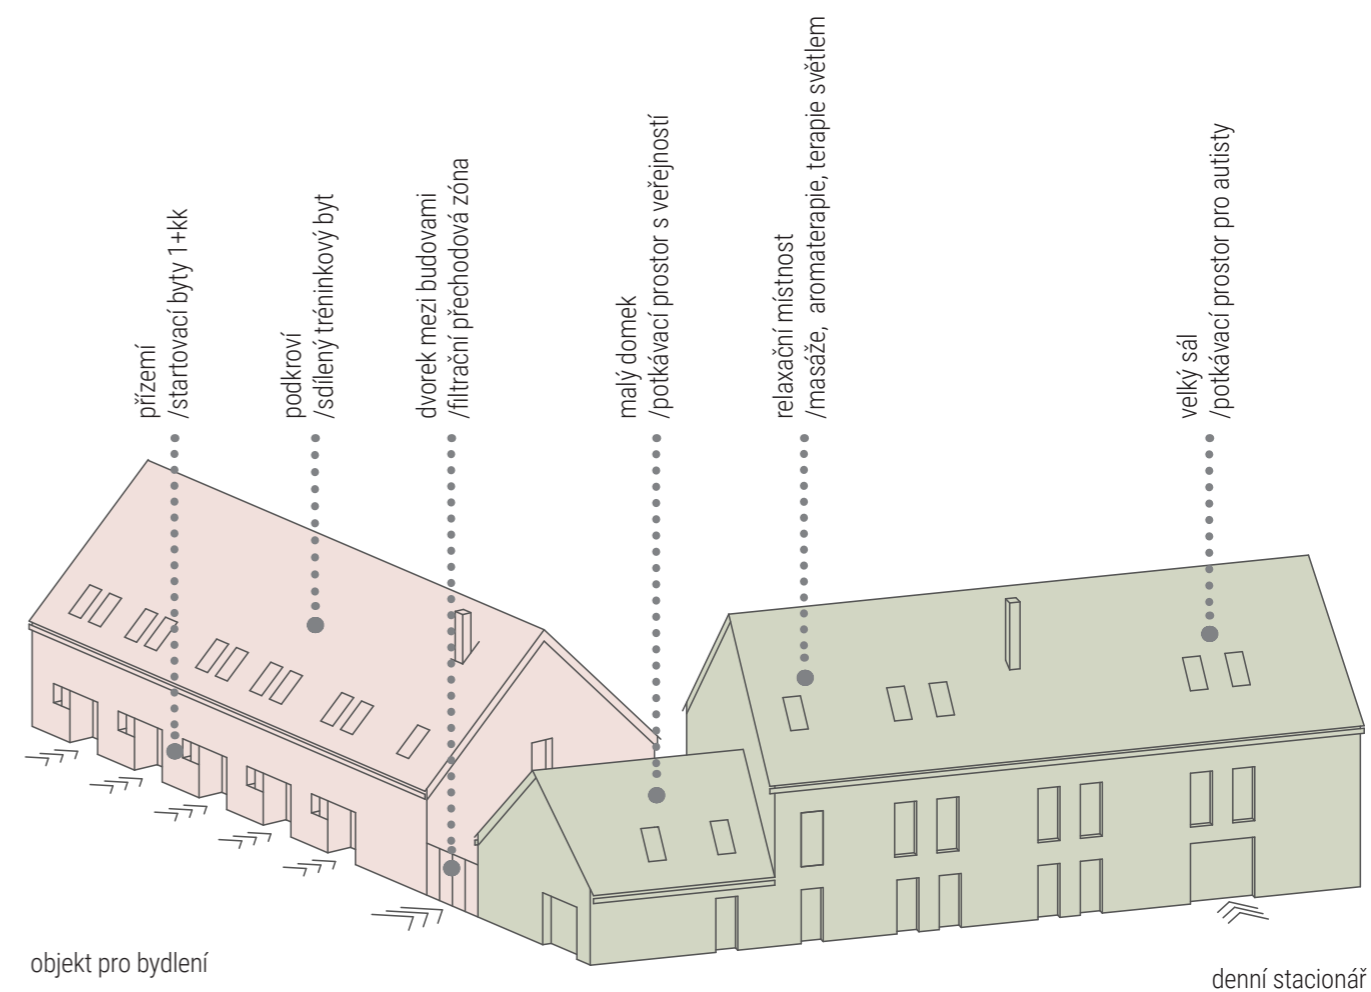 přízemí
/startovací byty 1+kk
podkroví
/sdílený tréninkový byt
dvorek mezi budovami
/filtrační přechodová zóna
malý domek
/potkávací prostor s veřejností
relaxační místnost
/masáže, aromaterapie, terapie světlem
velký sál
/potkávací prostor pro autisty
objekt pro bydlení
denní stacionář